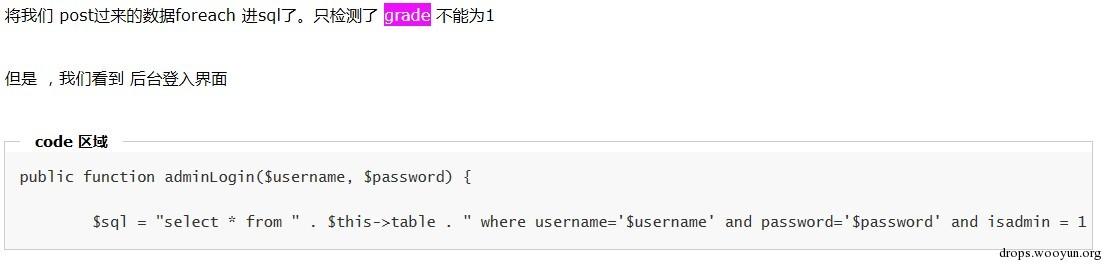 将我们 post过来的数据foreach 进sql了。只检测了 grade 不能为1
但是 ，我们看到 后台登入界面
code 区域
public function adminLogin($username, $password) {
$sql = "select * from " . $this->table . " where username='$username' and password='$password' and isadmin = 1
drops.wooyun.org